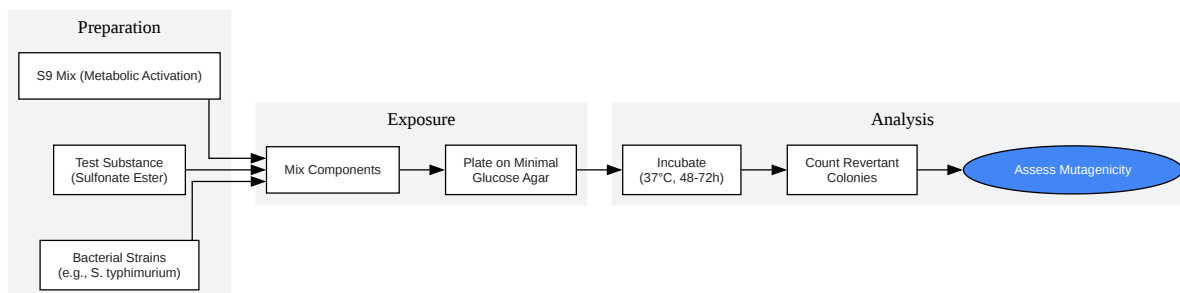 Preparation
S9 Mix (Metabolic Activation)
Test Substance
(Sulfonate Ester)
Bacterial Strains
(e.g., S. typhimurium)
Exposure
Mix Components
Plate on Minimal
Glucose Agar
Analysis
Incubate
(37°C, 48-72h)
Count Revertant
Colonies
Assess Mutagenicity